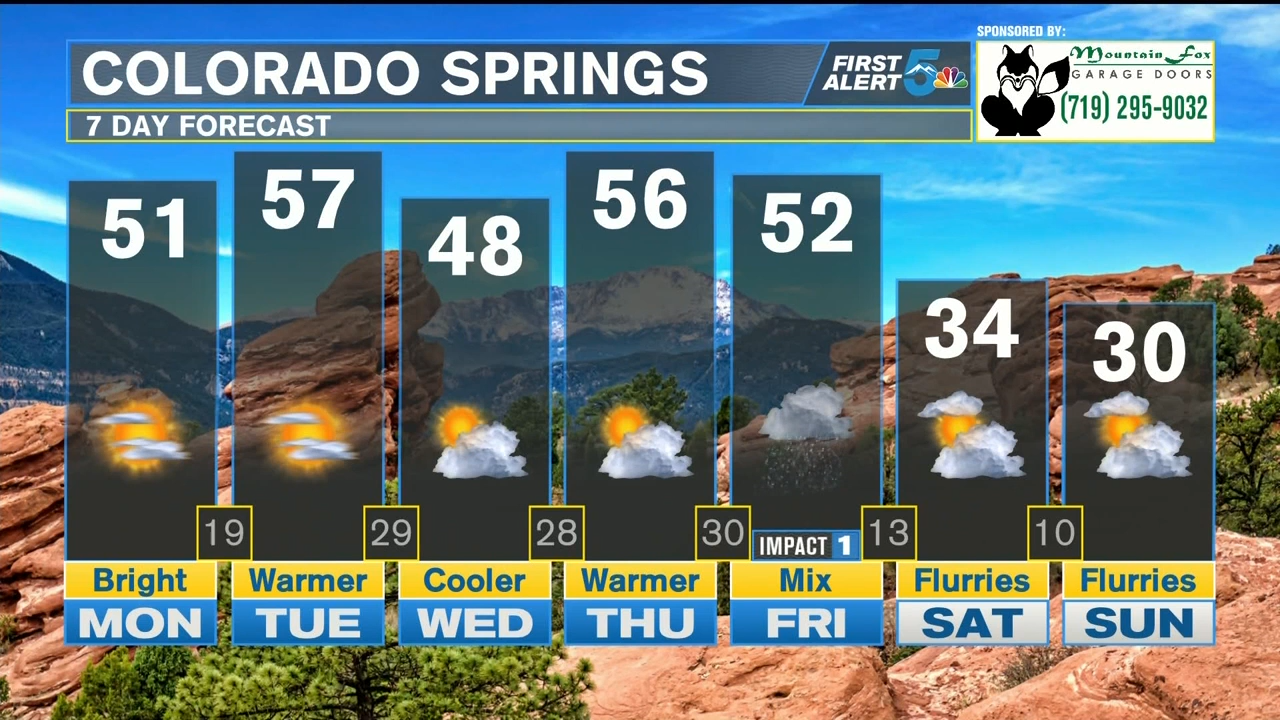 SPONSORED BY:
COLORADO SPRINGS
FIRST
ALERT 5
Mountain Fox
GARAGE DOORS
(719) 295-9032
7 DAY FORECAST
51 57 48 56 52 34 30
19 29 28 30 13 10
IMPACT 1
Bright Warmer Cooler Warmer Mix Flurries Flurries
MON TUE WED THU FRI SAT SUN